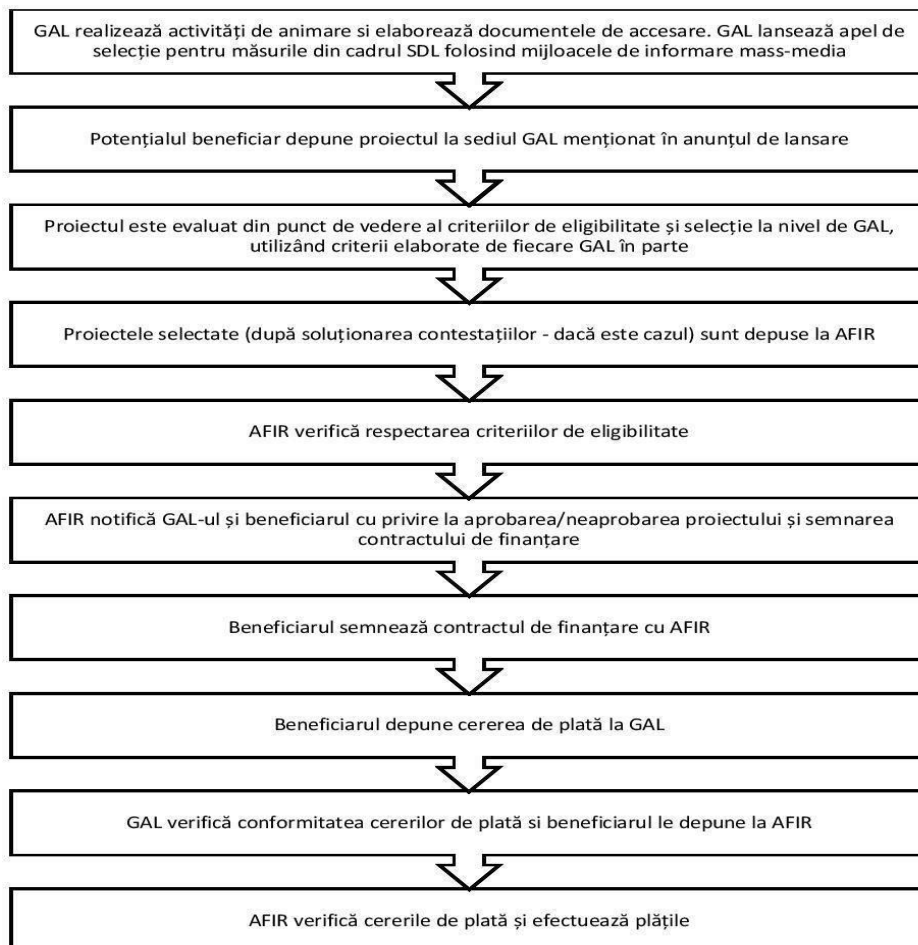 GAL realizează activități de animare si elaborează documentele de accesare. GAL lansează apel de
selecție pentru măsurile din cadrul SDL folosind mijloacele de informare mass-media
Potențialul beneficiar depune proiectul la sediul GAL menționat în anunțul de lansare
Proiectul este evaluat din punct de vedere al criteriilor de eligibilitate și selecție la nivel de GAL,
utilizând criterii elaborate de fiecare GAL în parte
Proiectele selectate (după soluționarea contestațiilor - dacă este cazul) sunt depuse la AFIR
AFIR verifică respectarea criteriilor de eligibilitate
AFIR notifică GAL-ul și beneficiarul cu privire la aprobarea/neaprobarea proiectului și semnarea
contractului de finanțare
Beneficiarul semnează contractul de finanțare cu AFIR
Beneficiarul depune cererea de plată la GAL
GAL verifică conformitatea cererilor de plată si beneficiarul le depune la AFIR
AFIR verifică cererile de plată și efectuează plățile